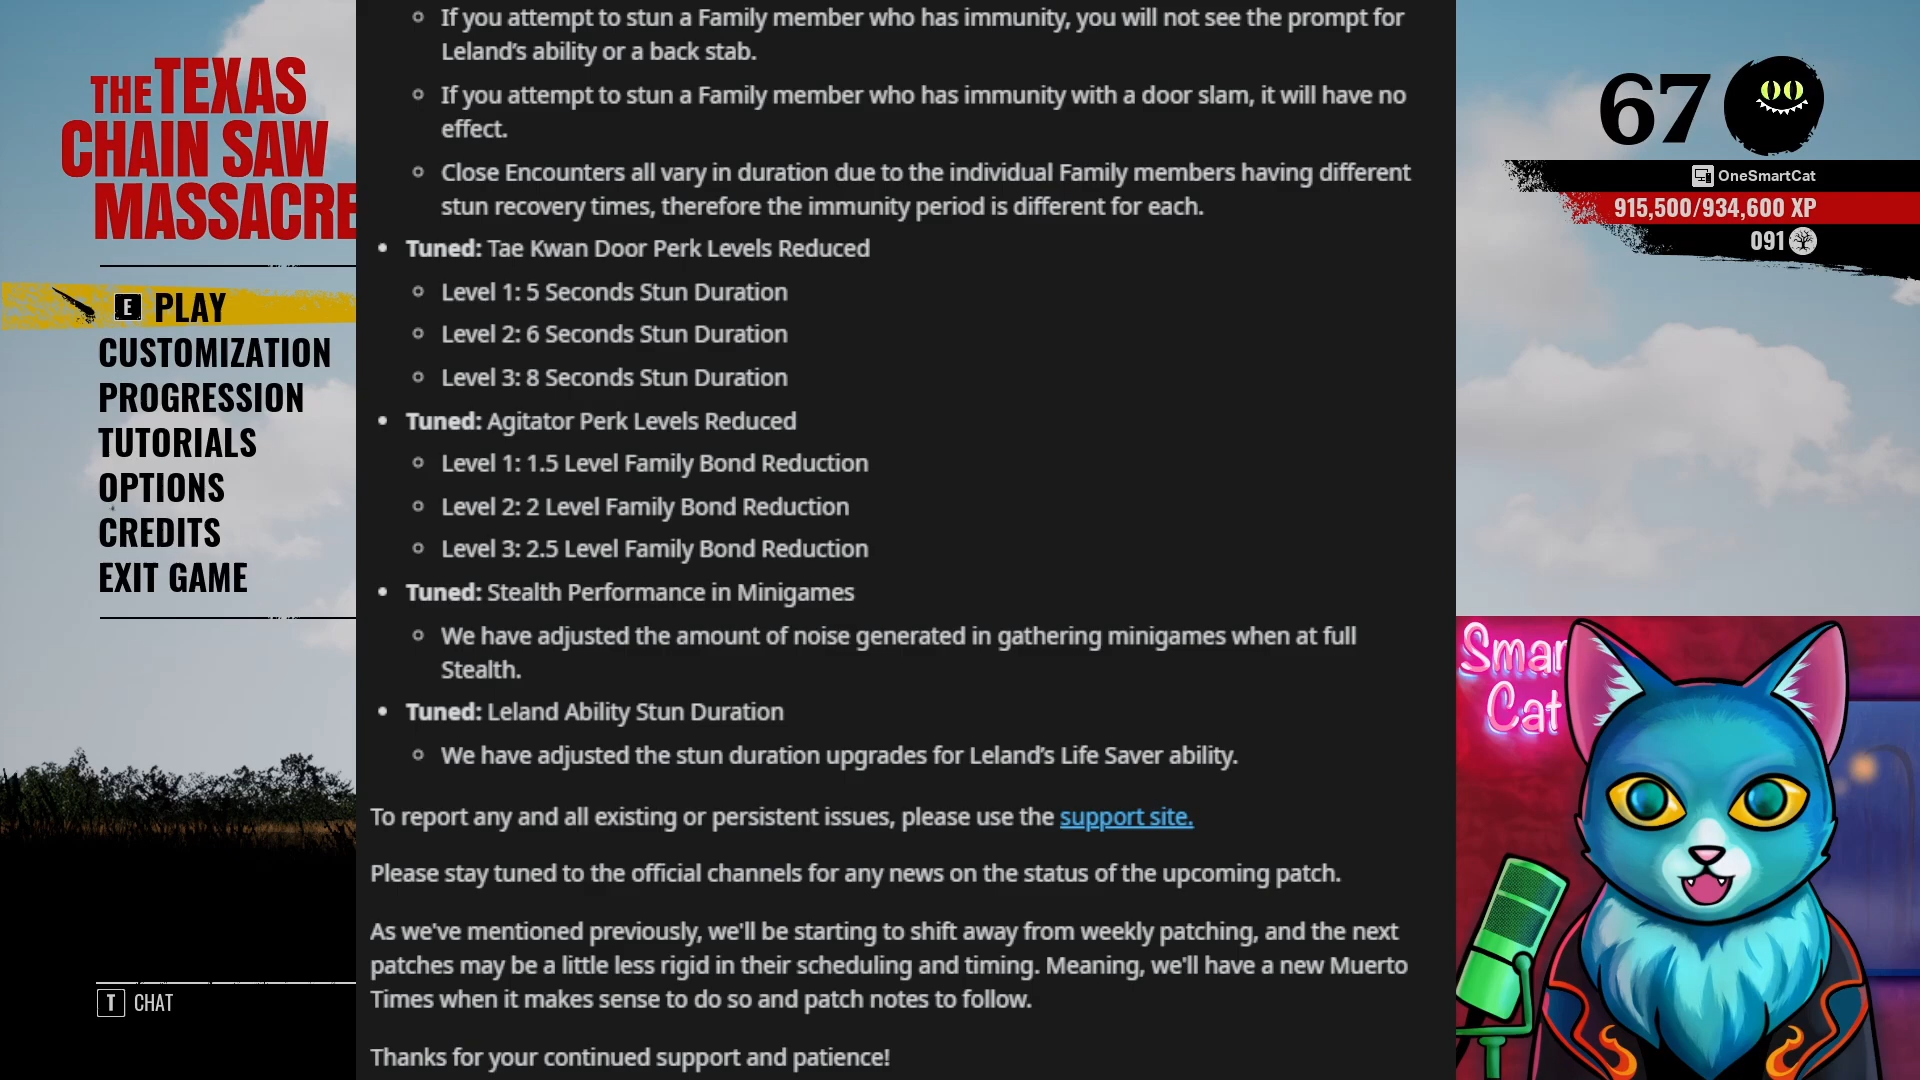 THE TEXAS
CHAIN SAW
MASSACRE
E PLAY
CUSTOMIZATION
PROGRESSION
TUTORIALS
OPTIONS
CREDITS
EXIT GAME
T CHAT
If you attempt to stun a Family member who has immunity, you will not see the prompt for
Leland's ability or a back stab.
If you attempt to stun a Family member who has immunity with a door slam, it will have no
effect.
Close Encounters all vary in duration due to the individual Family members having different
stun recovery times, therefore the immunity period is different for each.
Tuned: Tae Kwan Door Perk Levels Reduced
Level 1: 5 Seconds Stun Duration
Level 2: 6 Seconds Stun Duration
Level 3: 8 Seconds Stun Duration
Tuned: Agitator Perk Levels Reduced
Level 1: 1.5 Level Family Bond Reduction
Level 2: 2 Level Family Bond Reduction
Level 3: 2.5 Level Family Bond Reduction
Tuned: Stealth Performance in Minigames
We have adjusted the amount of noise generated in gathering minigames when at full
Stealth.
Tuned: Leland Ability Stun Duration
We have adjusted the stun duration upgrades for Leland's Life Saver ability.
To report any and all existing or persistent issues, please use the support site.
Please stay tuned to the official channels for any news on the status of the upcoming patch.
As we've mentioned previously, we'll be starting to shift away from weekly patching, and the next
patches may be a little less rigid in their scheduling and timing. Meaning, we'll have a new Muerto
Times when it makes sense to do so and patch notes to follow.
Thanks for your continued support and patience!
67
OneSmartCat
915,500/934,600 XP
091
Smar
Cat